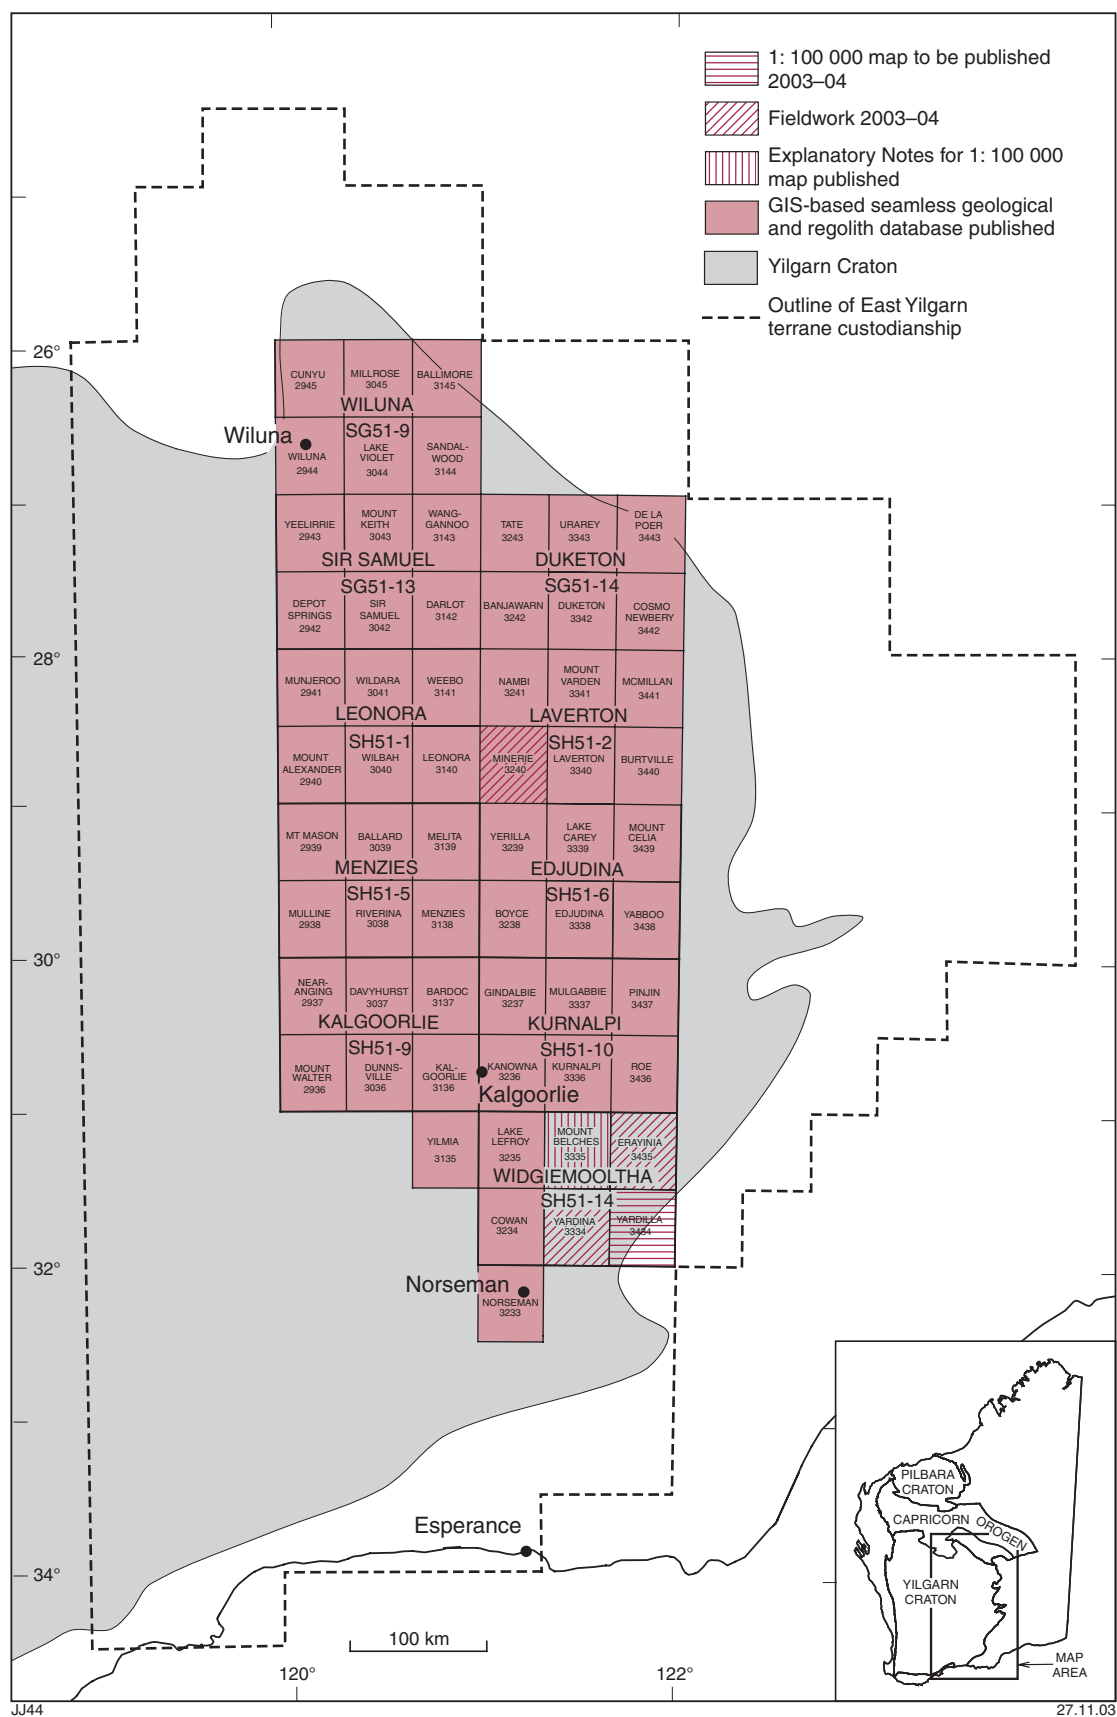 1: 100 000 map to be published
2003–04
Fieldwork 2003–04
Explanatory Notes for 1: 100 000
map published
GIS-based seamless geological
and regolith database published
Yilgarn Craton
Outline of East Yilgarn
terrane custodianship
26°
28°
30°
32°
34°
CUNYU
2945
MILLROSE
3045
BALLIMORE
3145
WILUNA
SG51-9
Wiluna
WILUNA
2944
LAKE
VIOLET
3044
SANDAL-
WOOD
3144
YEELIRRIE
2943
MOUNT
KEITH
3043
WANG-
GANNOO
3143
TATE
3243
URAREY
3343
DE LA
POER
3443
SIR SAMUEL
DUKETON
SG51-13
SG51-14
DEPOT
SPRINGS
2942
SIR
SAMUEL
3042
DARLOT
3142
BANJAWARN
3242
DUKETON
3342
COSMO
NEWBERY
3442
MUNJEROO
2941
WILDARA
3041
WEEBO
3141
NAMBI
3241
MOUNT
VARDEN
3341
MCMILLAN
3441
LEONORA
LAVERTON
SH51-1
SH51-2
MOUNT
ALEXANDER
2940
WILBAH
3040
LEONORA
3140
MINERIE
3240
LAVERTON
3340
BURTVILLE
3440
MT MASON
2939
BALLARD
3039
MELITA
3139
YERILLA
3239
LAKE
CAREY
3339
MOUNT
CELIA
3439
MENZIES
EDJUDINA
SH51-5
SH51-6
MULLINE
2938
RIVERINA
3038
MENZIES
3138
BOYCE
3238
EDJUDINA
3338
YABBOO
3438
NEAR-
ANGING
2937
DAVYHURST
3037
BARDOC
3137
GINDALBIE
3237
MULGABBIE
3337
PINJIN
3437
KALGOORLIE
KURNALPI
SH51-9
SH51-10
MOUNT
WALTER
2936
DUNNS-
VILLE
3036
KAL-
GOORLIE
3136
KANOWNA
3236
KURNALPI
3336
ROE
3436
Kalgoorlie
YILMIA
3135
LAKE
LEFROY
3235
MOUNT
BELCHES
3335
ERAYINIA
3435
WIDGIEMOOLTHA
SH51-14
COWAN
3234
YARDINA
3334
YARDILLA
3434
Norseman
NORSEMAN
3233
Esperance
100 km
120°
122°
PILBARA
CRATON
CAPRICORN OROGEN
YILGARN
CRATON
MAP
AREA
JJ44
27.11.03